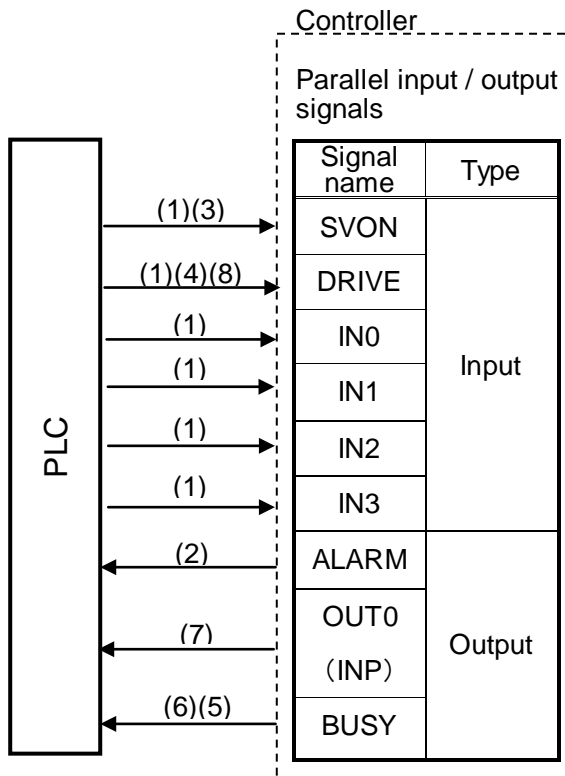 Controller
Parallel input / output
signals
Signal
name
Type
(1)(3)
SVON
(1)(4)(8)
DRIVE
(1)
IN0
Input
(1)
IN1
PLC
(1)
IN2
(1)
IN3
(2)
ALARM
(7)
OUT0
（INP）
Output
(6)(5)
BUSY